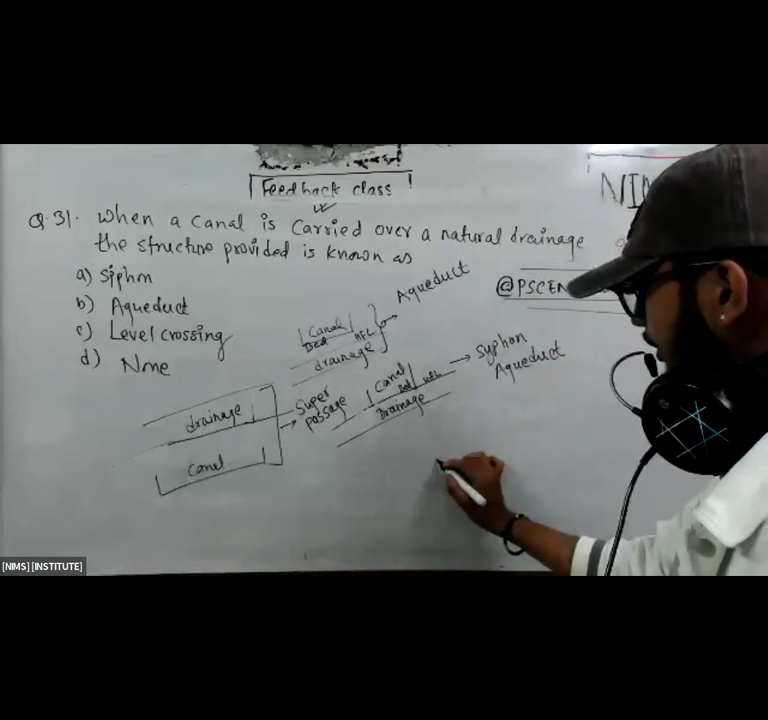 Feedback class
NIM
Q.31. When a canal is carried over a natural drainage
the structure provided is known as
@PSCEN
a) Siphon
b) Aqueduct
c) Level crossing
d) None
Canal
Bed HFL
drainage
Aqueduct
Canal
Bed HFL
Drainage
Syphon
Aqueduct
drainage
canal
Super
passage
[NIMS] [INSTITUTE]